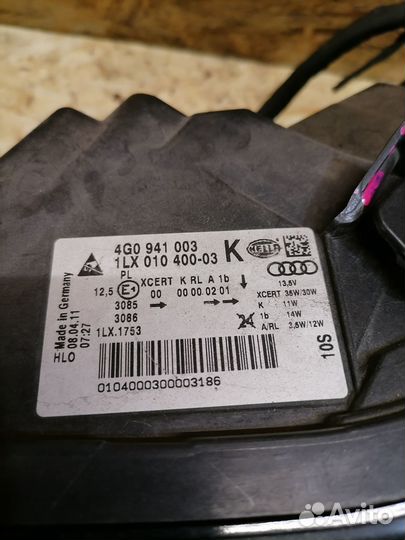 4G0 941 003
1LX 010 400-03 K
HELLA
PL
XCERT K RL A 1b
12,5 E1 00 00 00 02 01
3085
3086
1LX.1753
13,5V
XCERT 35W/30W
K 11W
1b 14W
A/RL 3,5W/12W
10S
Made in Germany
08.04.11
07:27
HLO
0104000300003186
Avito